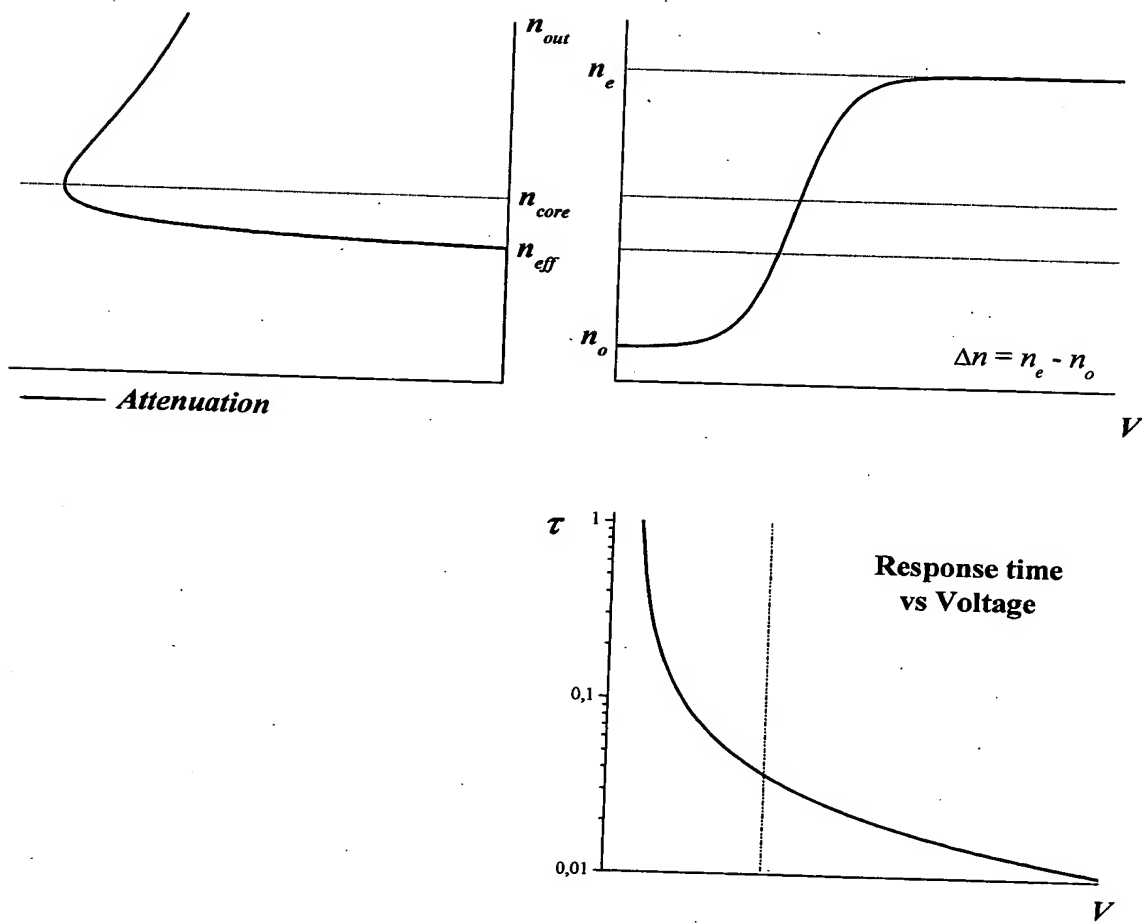 n_out
n_core
n_eff
Attenuation
n_e
n_o
Δn = n_e - n_o
V
τ
1
0,1
0,01
Response time
vs Voltage
V